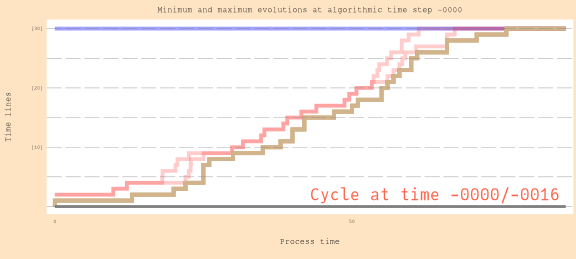 Minimum and maximum evolutions at algorithmic time step -0000
[30]
[20]
[10]
Time lines
Cycle at time -0000/-0016
0
50
Process time